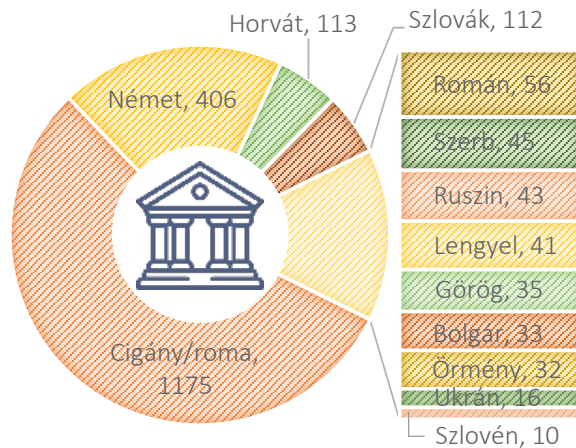 Horvát, 113
Szlovák, 112
Német, 406
Román, 56
Szerb, 45
Ruszin, 43
Lengyel, 41
Görög, 35
Bolgár, 33
Örmény, 32
Ukrán, 16
Szlovén, 10
Cigány/roma,
1175